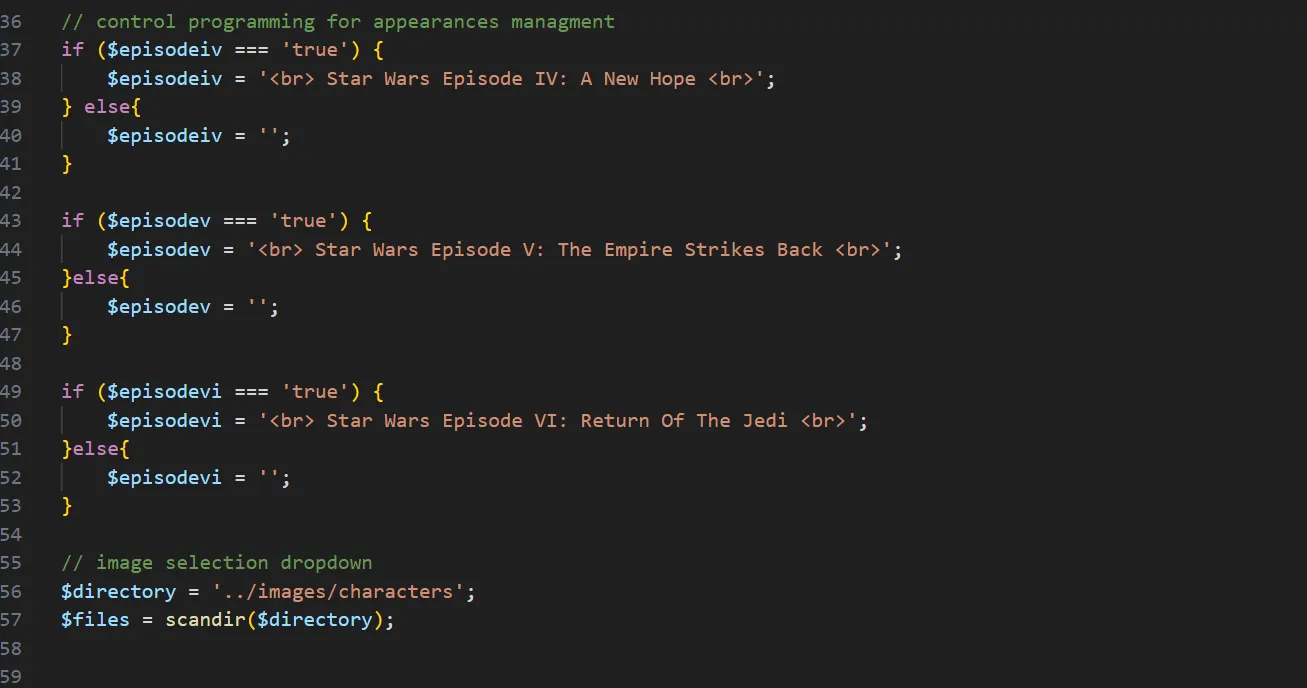 36 // control programming for appearances managment
37 if ($episodeiv === 'true') {
38     $episodeiv = '<br> Star Wars Episode IV: A New Hope <br>';
39 } else{
40     $episodeiv = '';
41 }
42
43 if ($episodev === 'true') {
44     $episodev = '<br> Star Wars Episode V: The Empire Strikes Back <br>';
45 }else{
46     $episodev = '';
47 }
48
49 if ($episodevi === 'true') {
50     $episodevi = '<br> Star Wars Episode VI: Return Of The Jedi <br>';
51 }else{
52     $episodevi = '';
53 }
54
55 // image selection dropdown
56 $directory = '../images/characters';
57 $files = scandir($directory);
58
59